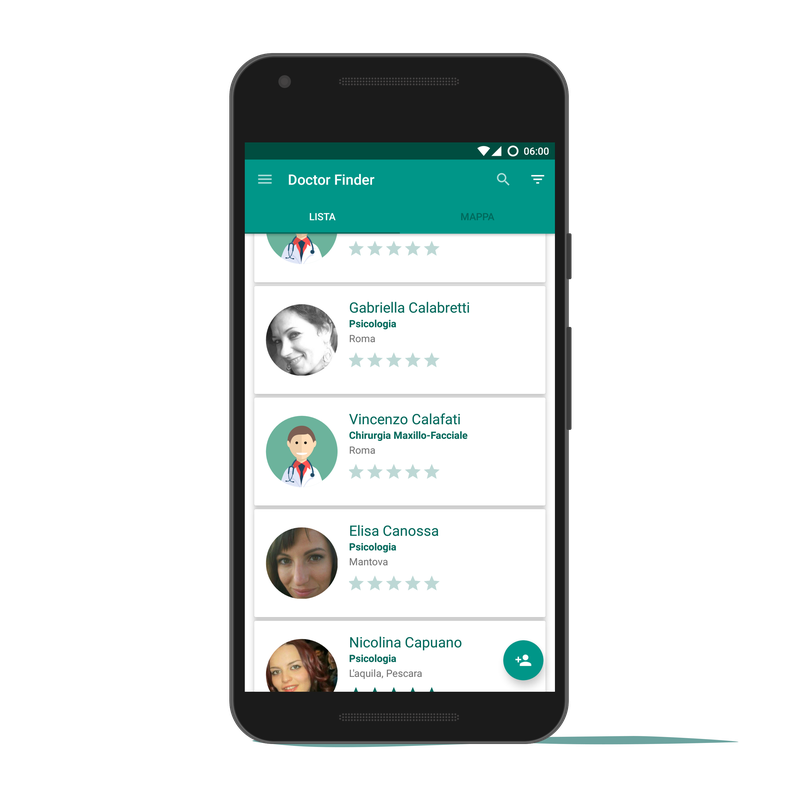 06:00
Doctor Finder
LISTA
MAPPA
Gabriella Calabretti
Psicologia
Roma
Vincenzo Calafati
Chirurgia Maxillo-Facciale
Roma
Elisa Canossa
Psicologia
Mantova
Nicolina Capuano
Psicologia
L'aquila, Pescara